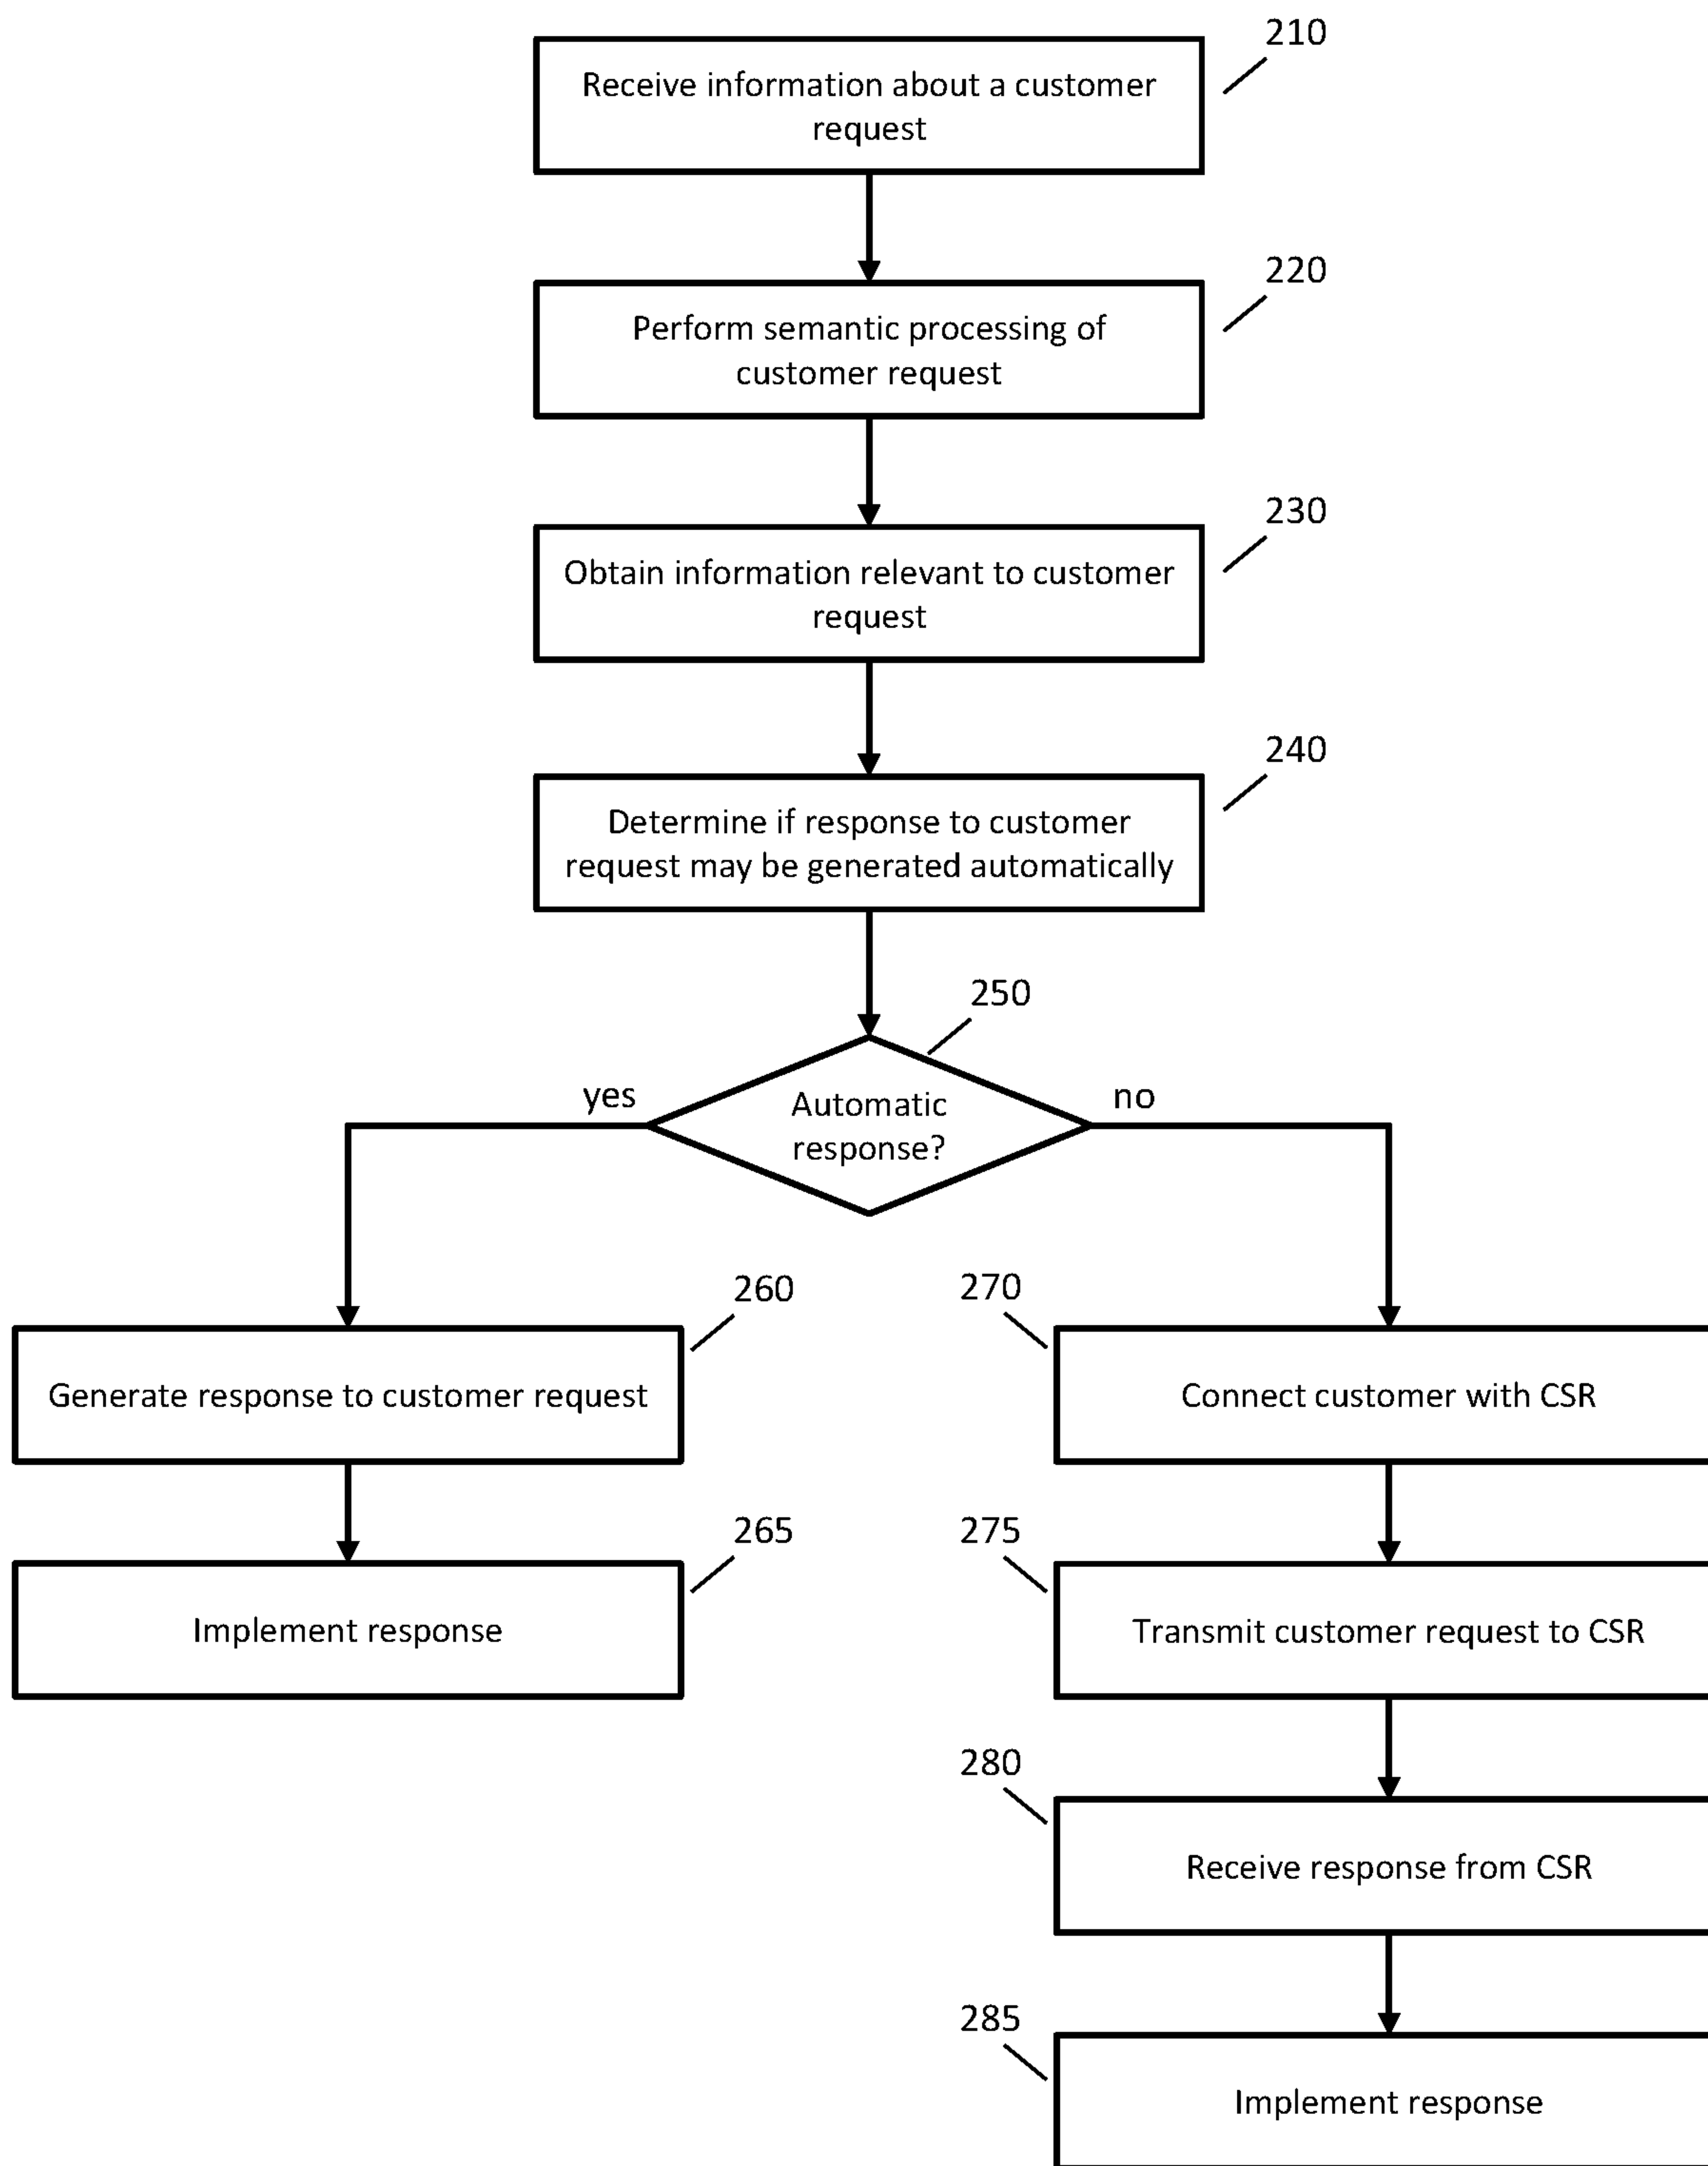 210
Receive information about a customer
request
220
Perform semantic processing of
customer request
230
Obtain information relevant to customer
request
240
Determine if response to customer
request may be generated automatically
250
yes
Automatic
response?
no
260
Generate response to customer request
265
Implement response
270
Connect customer with CSR
275
Transmit customer request to CSR
280
Receive response from CSR
285
Implement response